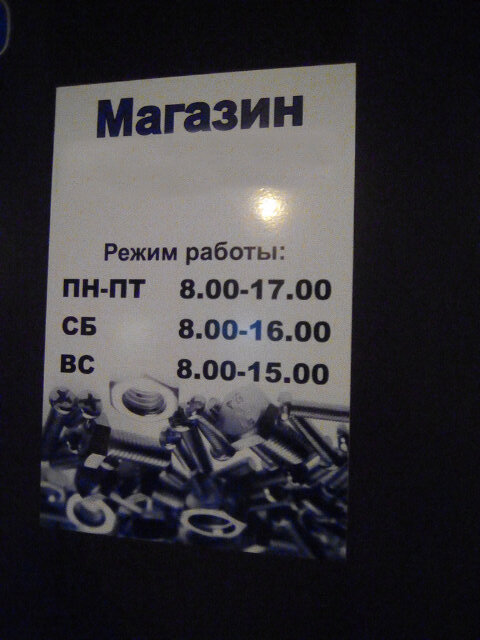 Магазин
Режим работы:
ПН-ПТ 8.00-17.00
СБ 8.00-16.00
ВС 8.00-15.00